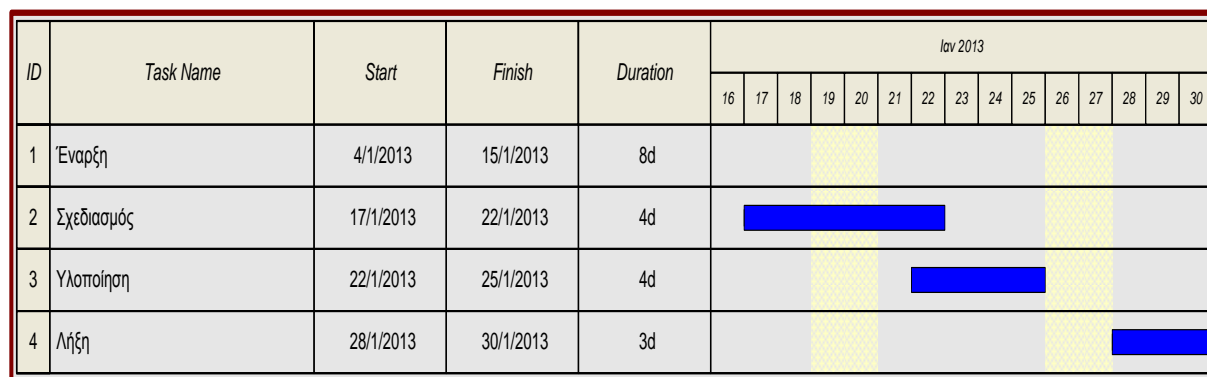 ID Task Name Start Finish Duration Ιαν 2013
16 17 18 19 20 21 22 23 24 25 26 27 28 29 30
1 Έναρξη 4/1/2013 15/1/2013 8d
2 Σχεδιασμός 17/1/2013 22/1/2013 4d
3 Υλοποίηση 22/1/2013 25/1/2013 4d
4 Λήξη 28/1/2013 30/1/2013 3d